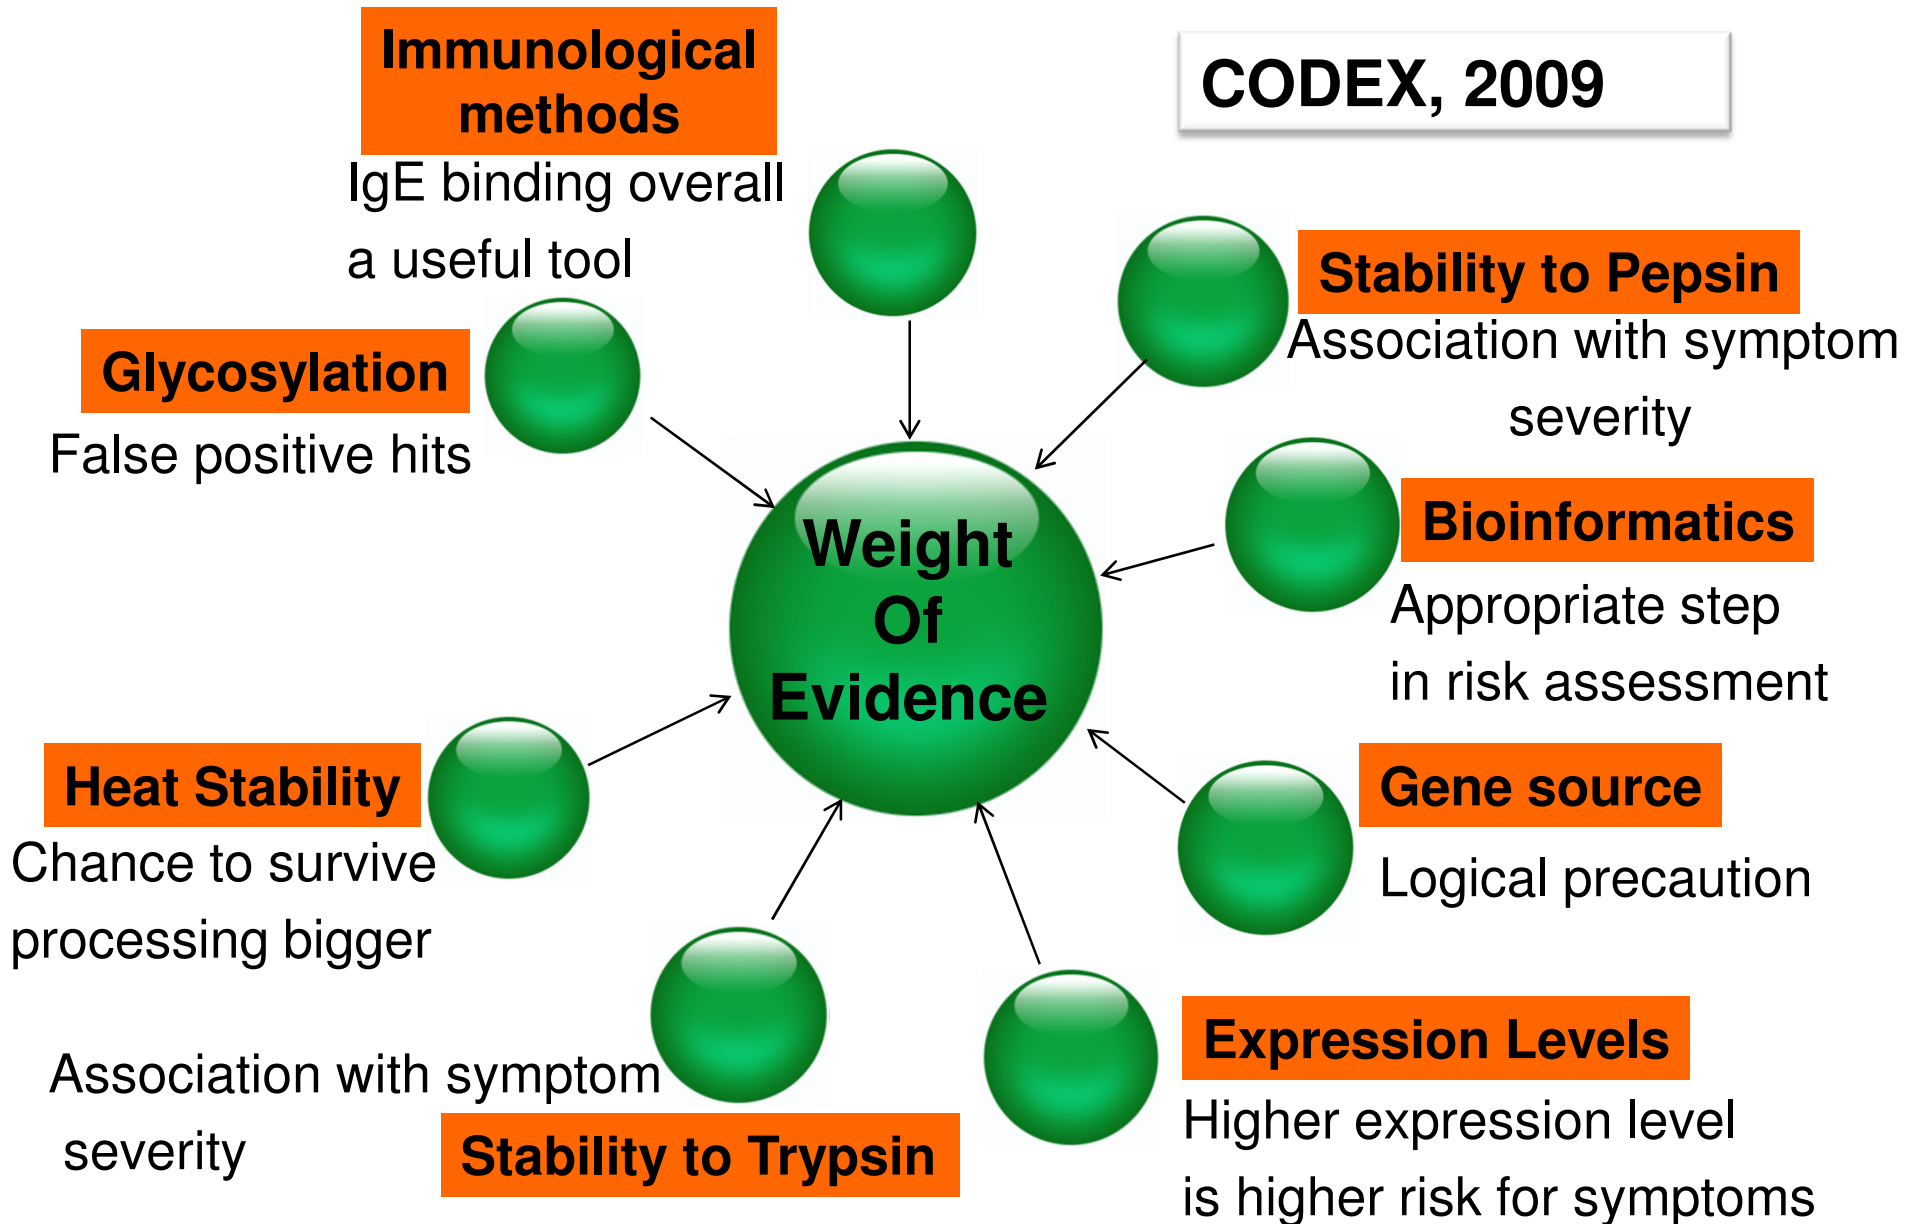 Immunological
methods
IgE binding overall
a useful tool
CODEX, 2009
Stability to Pepsin
Association with symptom
severity
Glycosylation
False positive hits
Bioinformatics
Appropriate step
in risk assessment
Weight
Of
Evidence
Heat Stability
Chance to survive
processing bigger
Gene source
Logical precaution
Association with symptom
severity
Stability to Trypsin
Expression Levels
Higher expression level
is higher risk for symptoms